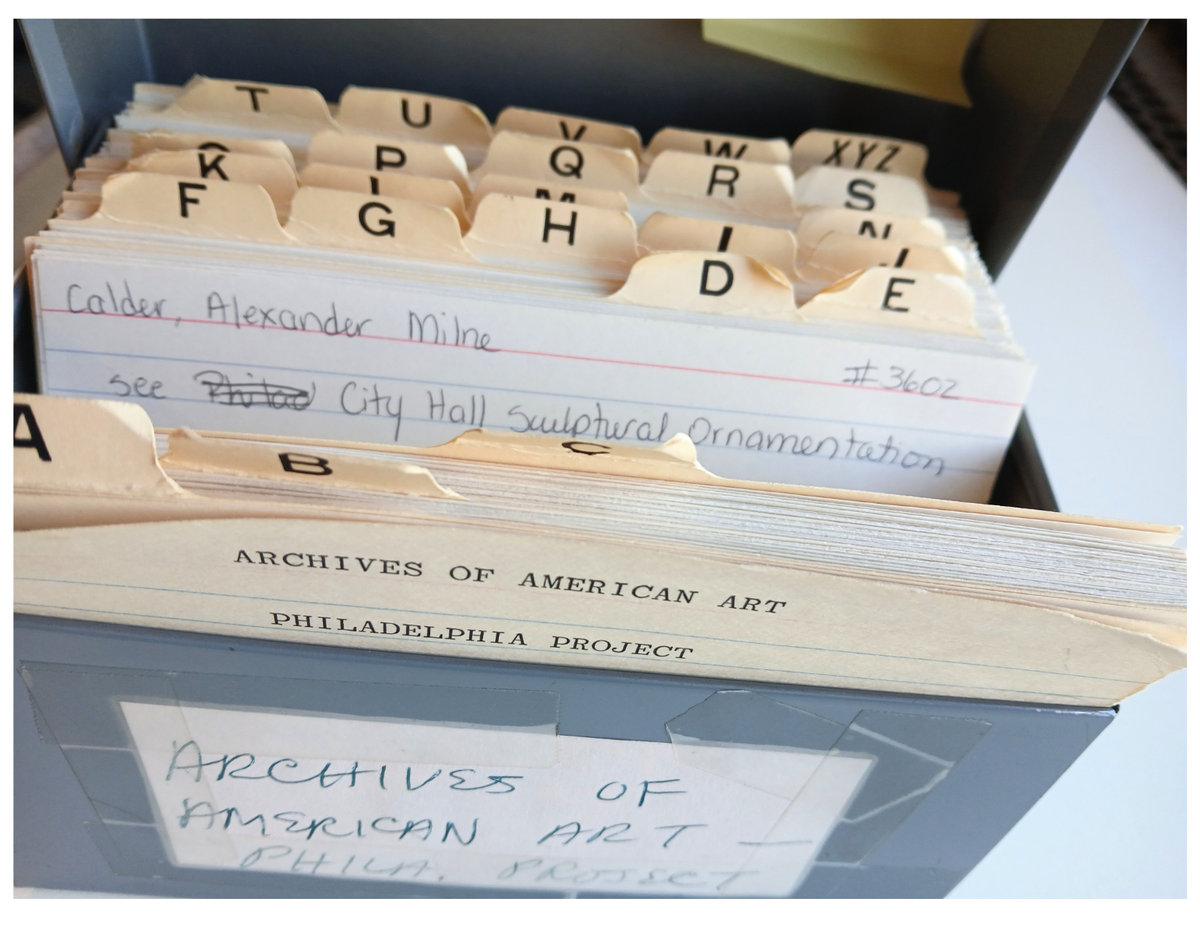 T U V W XYZ
K P Q R S
F G H I J
M N
D E
Calder, Alexander Milne
#3602
see Philad City Hall Sculptural Ornamentation
A B C
ARCHIVES OF AMERICAN ART
PHILADELPHIA PROJECT
ARCHIVES OF
AMERICAN ART —
PHILA. PROJECT